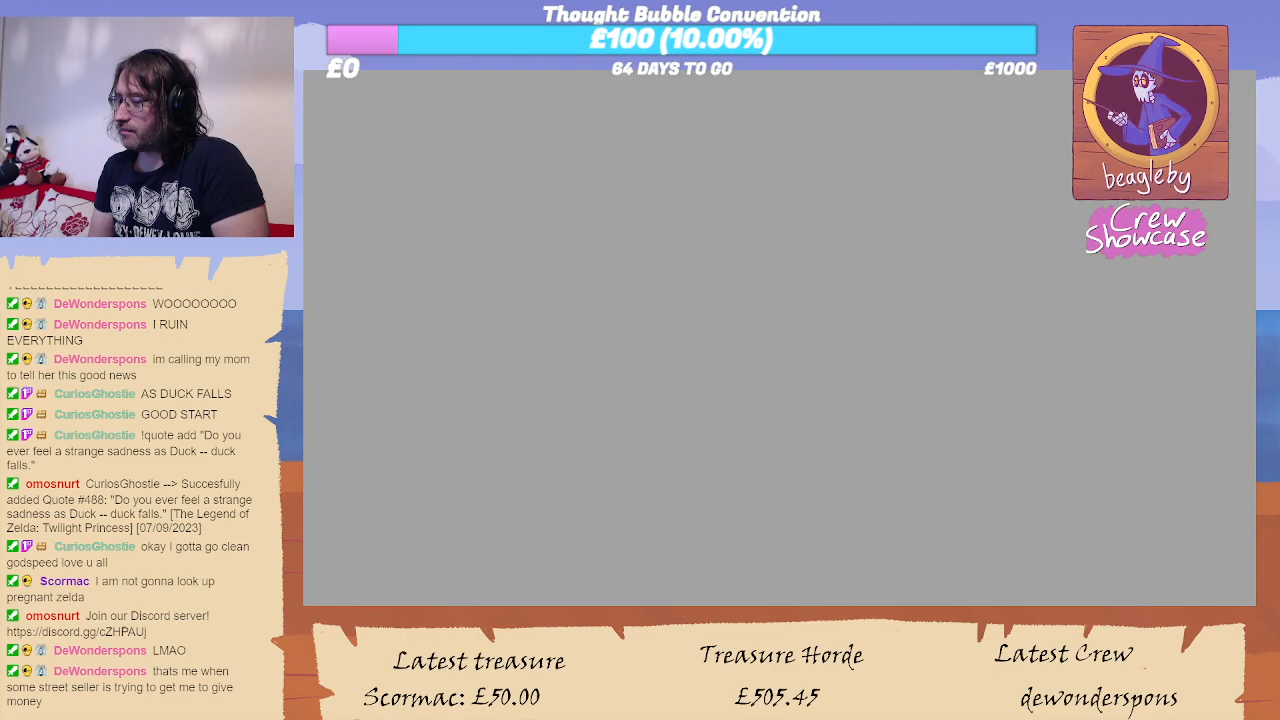 Thought Bubble Convention
£100 (10.00%)
£0
64 DAYS TO GO
£1000
beagleby
Crew
Showcase
DeWonderspons WOOOOOOOO
DeWonderspons I RUIN
EVERYTHING
DeWonderspons im calling my mom
to tell her this good news
CuriosGhostie AS DUCK FALLS
CuriosGhostie GOOD START
CuriosGhostie !quote add "Do you
ever feel a strange sadness as Duck -- duck
falls."
omosnurt CuriosGhostie --> Succesfully
added Quote #488: "Do you ever feel a strange
sadness as Duck -- duck falls." [The Legend of
Zelda: Twilight Princess] [07/09/2023]
CuriosGhostie okay I gotta go clean
godspeed love u all
Scormac I am not gonna look up
pregnant zelda
omosnurt Join our Discord server!
https://discord.gg/cZHPAUj
DeWonderspons LMAO
DeWonderspons thats me when
some street seller is trying to get me to give
money
Latest treasure
Scormac: £50.00
Treasure Horde
£505.45
Latest Crew
dewonderspons